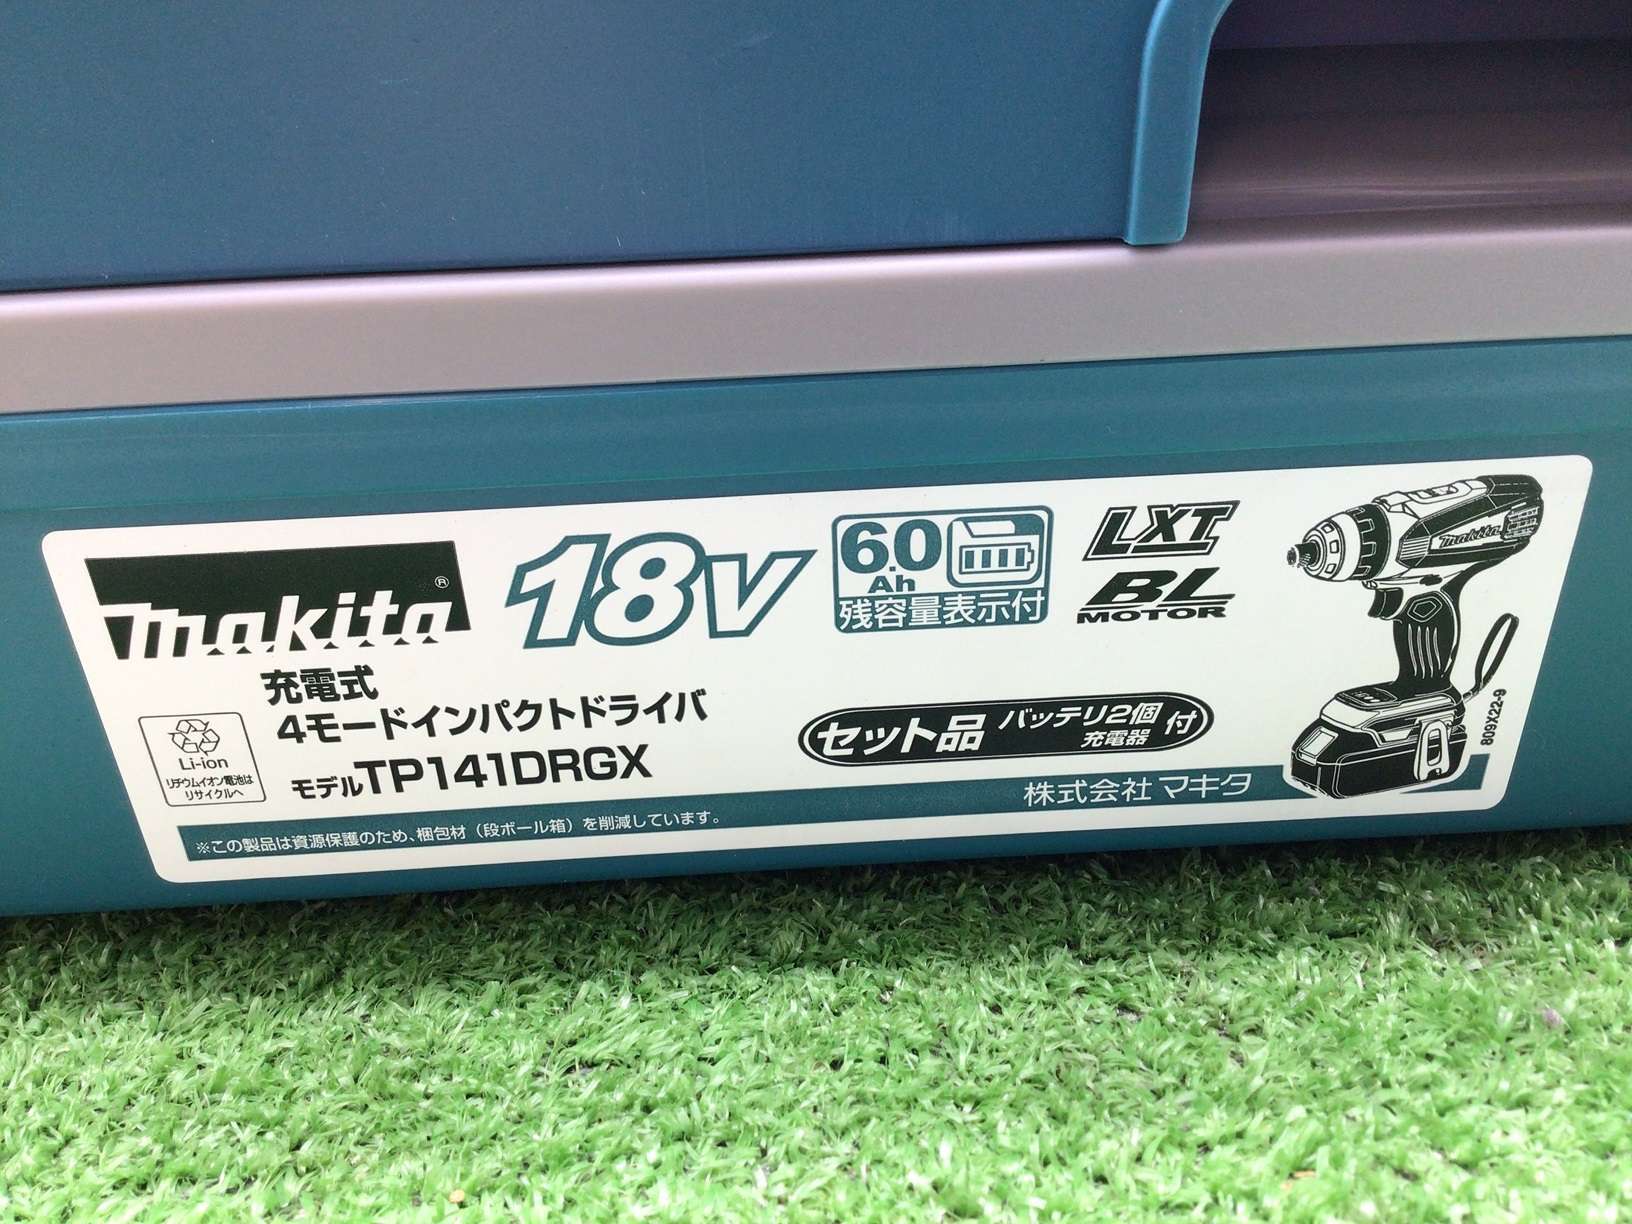 makita®
18V
6.0
Ah
残容量表示付
LXT
BL
MOTOR
makita
充電式
4モードインパクトドライバ
モデルTP141DRGX
Li-ion
リチウムイオン電池は
リサイクルへ
セット品 バッテリ2個
充電器 付
809X22-9
株式会社 マキタ
※この製品は資源保護のため、梱包材（段ボール箱）を削減しています。